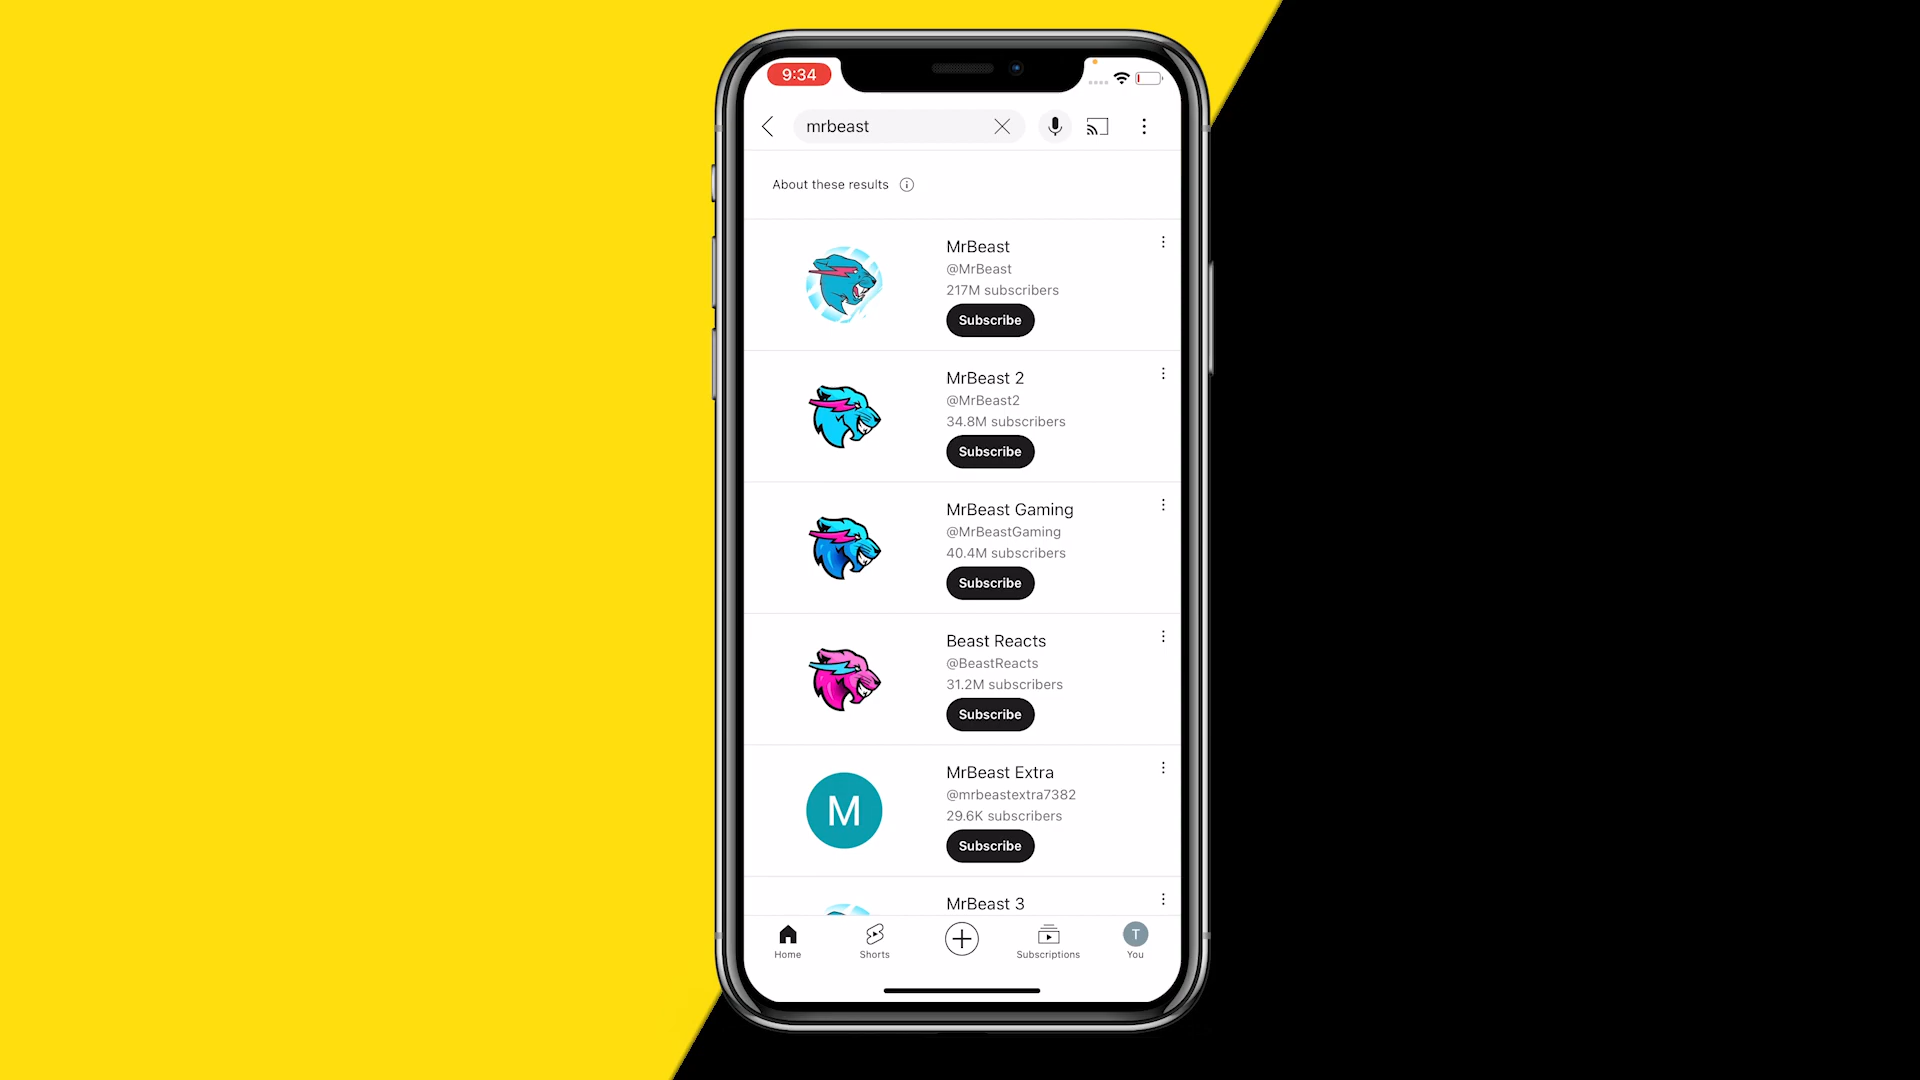 9:34
mrbeast
About these results
MrBeast
@MrBeast
217M subscribers
Subscribe
MrBeast 2
@MrBeast2
34.8M subscribers
Subscribe
MrBeast Gaming
@MrBeastGaming
40.4M subscribers
Subscribe
Beast Reacts
@BeastReacts
31.2M subscribers
Subscribe
M
MrBeast Extra
@mrbeastextra7382
29.6K subscribers
Subscribe
MrBeast 3
Home
Shorts
Subscriptions
T
You